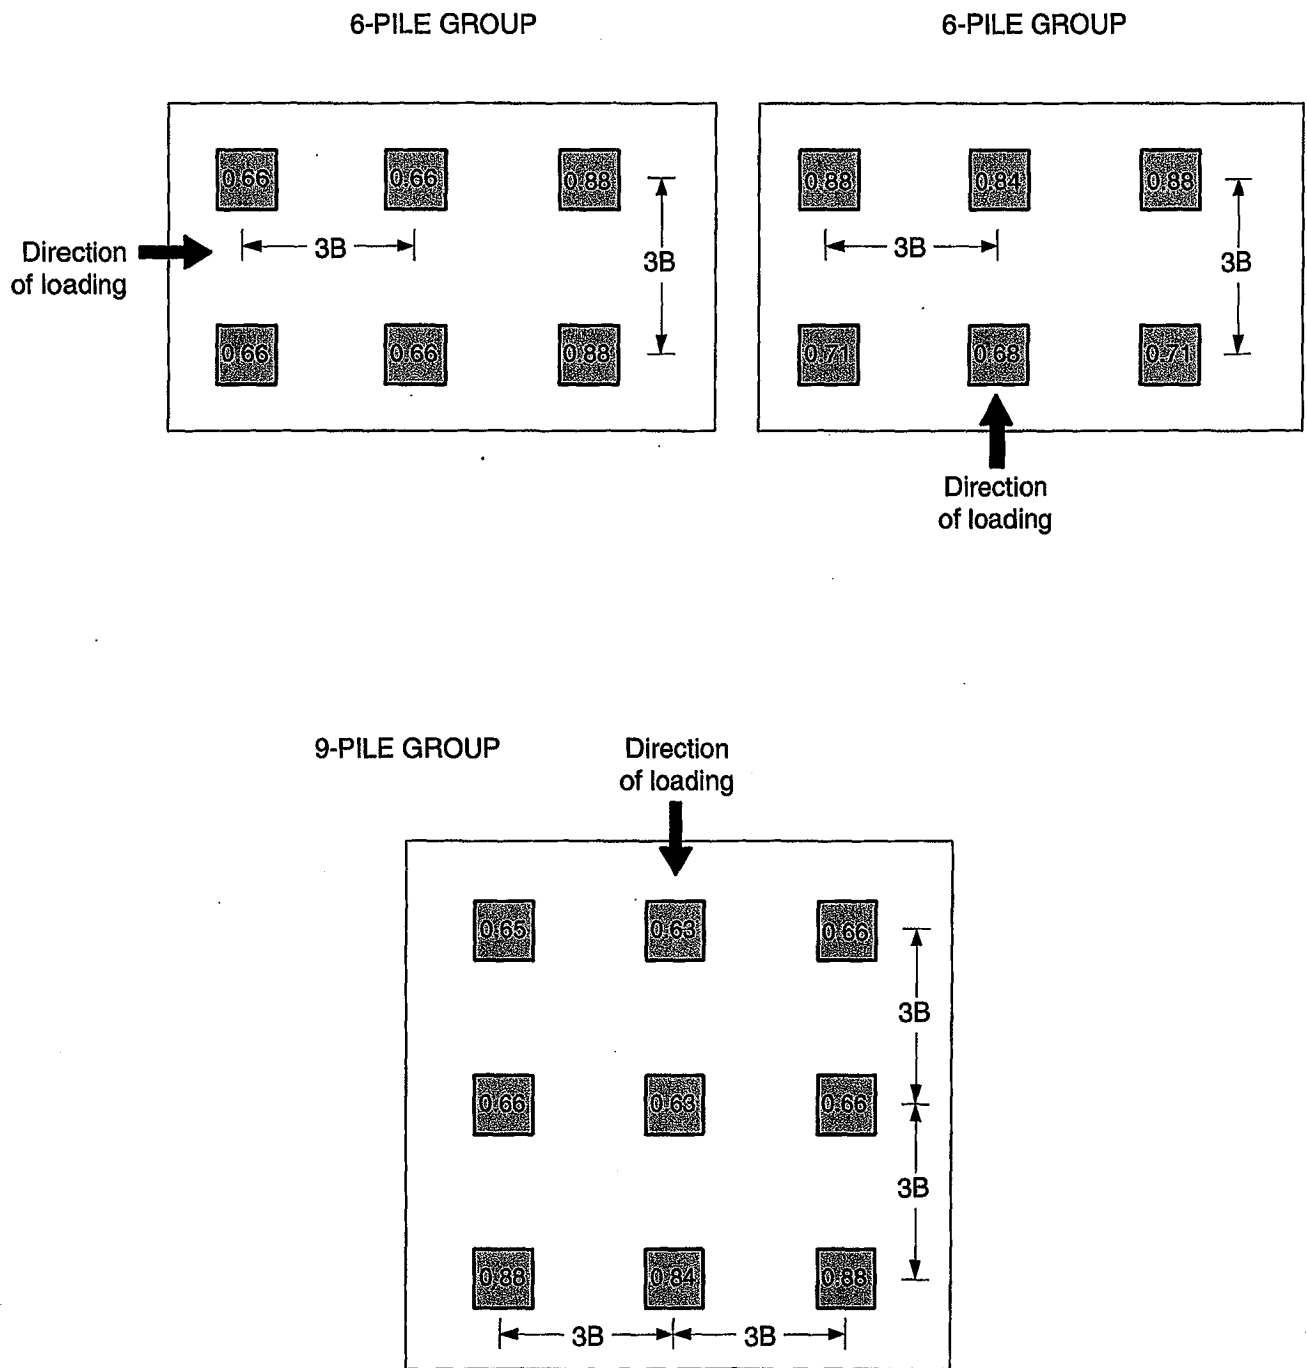 6-PILE GROUP
0.66 0.66 0.88
3B
3B
Direction
of loading
0.66 0.66 0.88
6-PILE GROUP
0.88 0.84 0.88
3B
3B
0.71 0.68 0.71
Direction
of loading
9-PILE GROUP
Direction
of loading
0.65 0.63 0.66
3B
0.66 0.63 0.66
3B
0.88 0.84 0.88
3B 3B